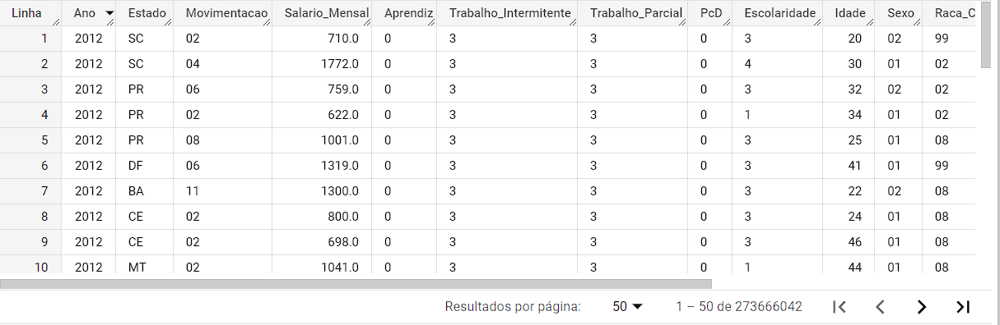 Linha Ano Estado Movimentacao Salario_Mensal Aprendiz Trabalho_Intermitente Trabalho_Parcial PcD Escolaridade Idade Sexo Raca_C
1 2012 SC 02 710.0 0 3 3 0 3 20 02 99
2 2012 SC 04 1772.0 0 3 3 0 4 30 01 02
3 2012 PR 06 759.0 0 3 3 0 3 32 02 02
4 2012 PR 02 622.0 0 3 3 0 1 34 01 02
5 2012 PR 08 1001.0 0 3 3 0 3 25 01 08
6 2012 DF 06 1319.0 0 3 3 0 3 41 01 99
7 2012 BA 11 1300.0 0 3 3 0 3 22 02 08
8 2012 CE 02 800.0 0 3 3 0 3 24 01 08
9 2012 CE 02 698.0 0 3 3 0 3 46 01 08
10 2012 MT 02 1041.0 0 3 3 0 1 44 01 08
Resultados por página: 50 1 – 50 de 273666042